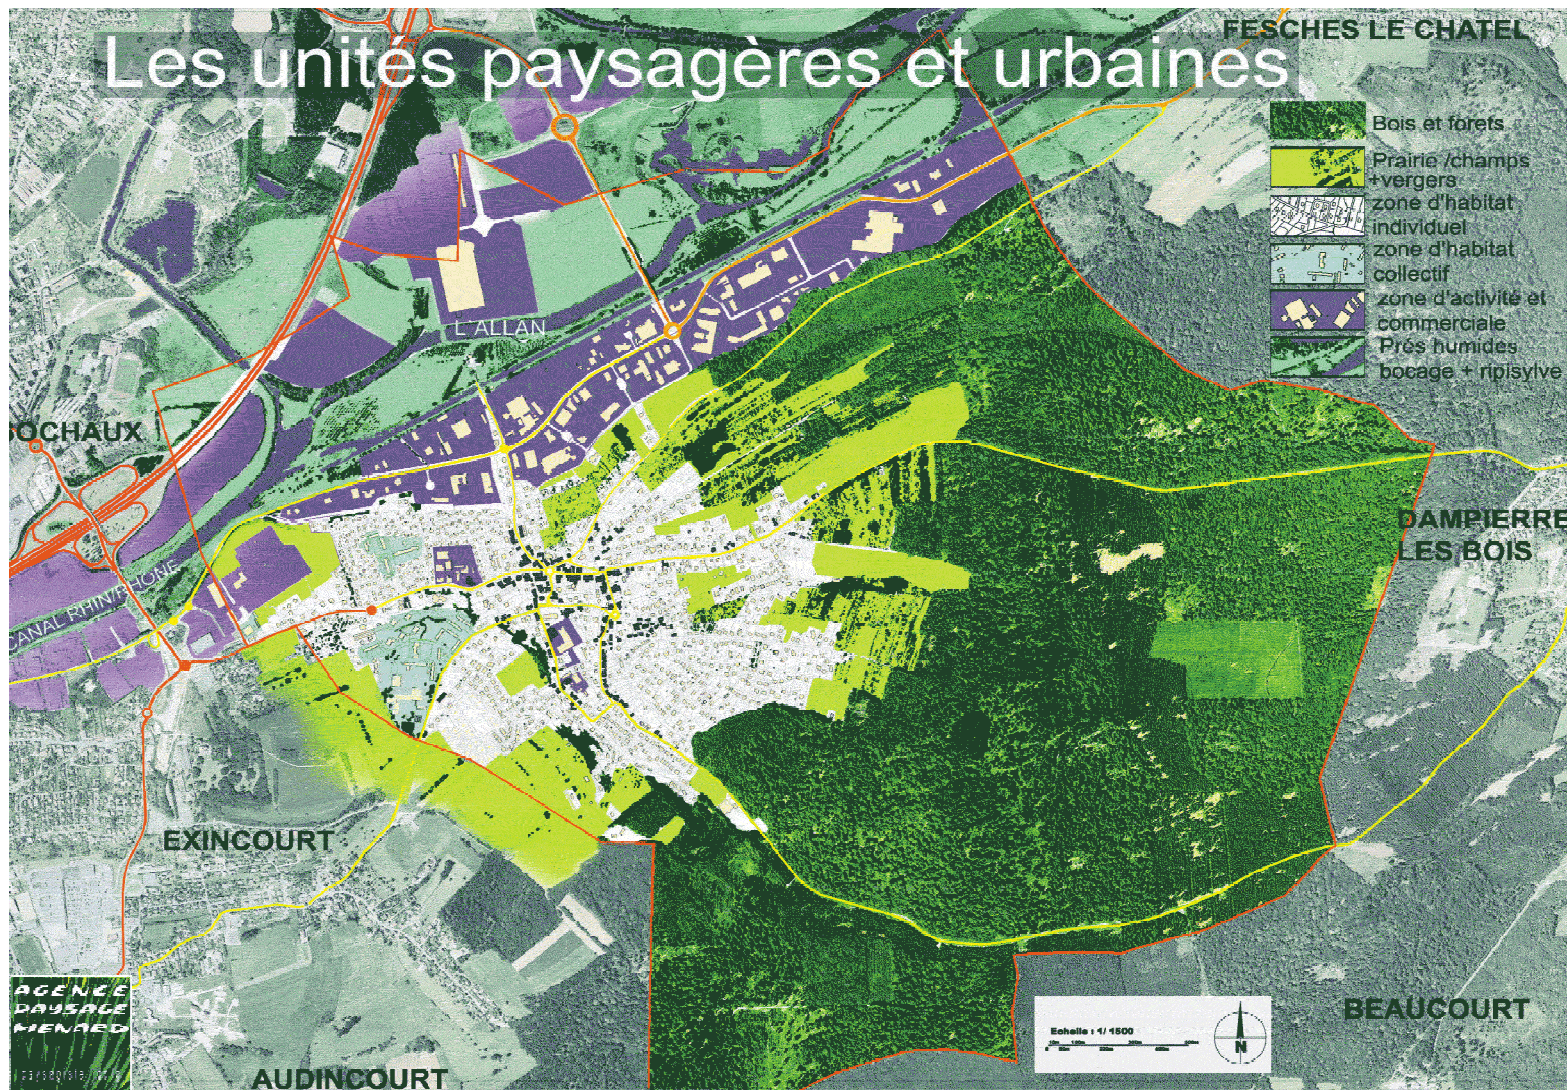 FESCHES LE CHATEL
Les unités paysagères et urbaines
Bois et forets
Prairie /champs
+vergers
zone d'habitat
individuel
zone d'habitat
collectif
zone d'activité et
commerciale
Prés humides
bocage + ripisylve
L'ALLAN
SOCHAUX
DAMPIERRE
LES BOIS
CANAL RHIN/RHONE
EXINCOURT
BEAUCOURT
AUDINCOURT
Echelle : 1/ 1500
N
AGENCE
PAYSAGE
MENARD